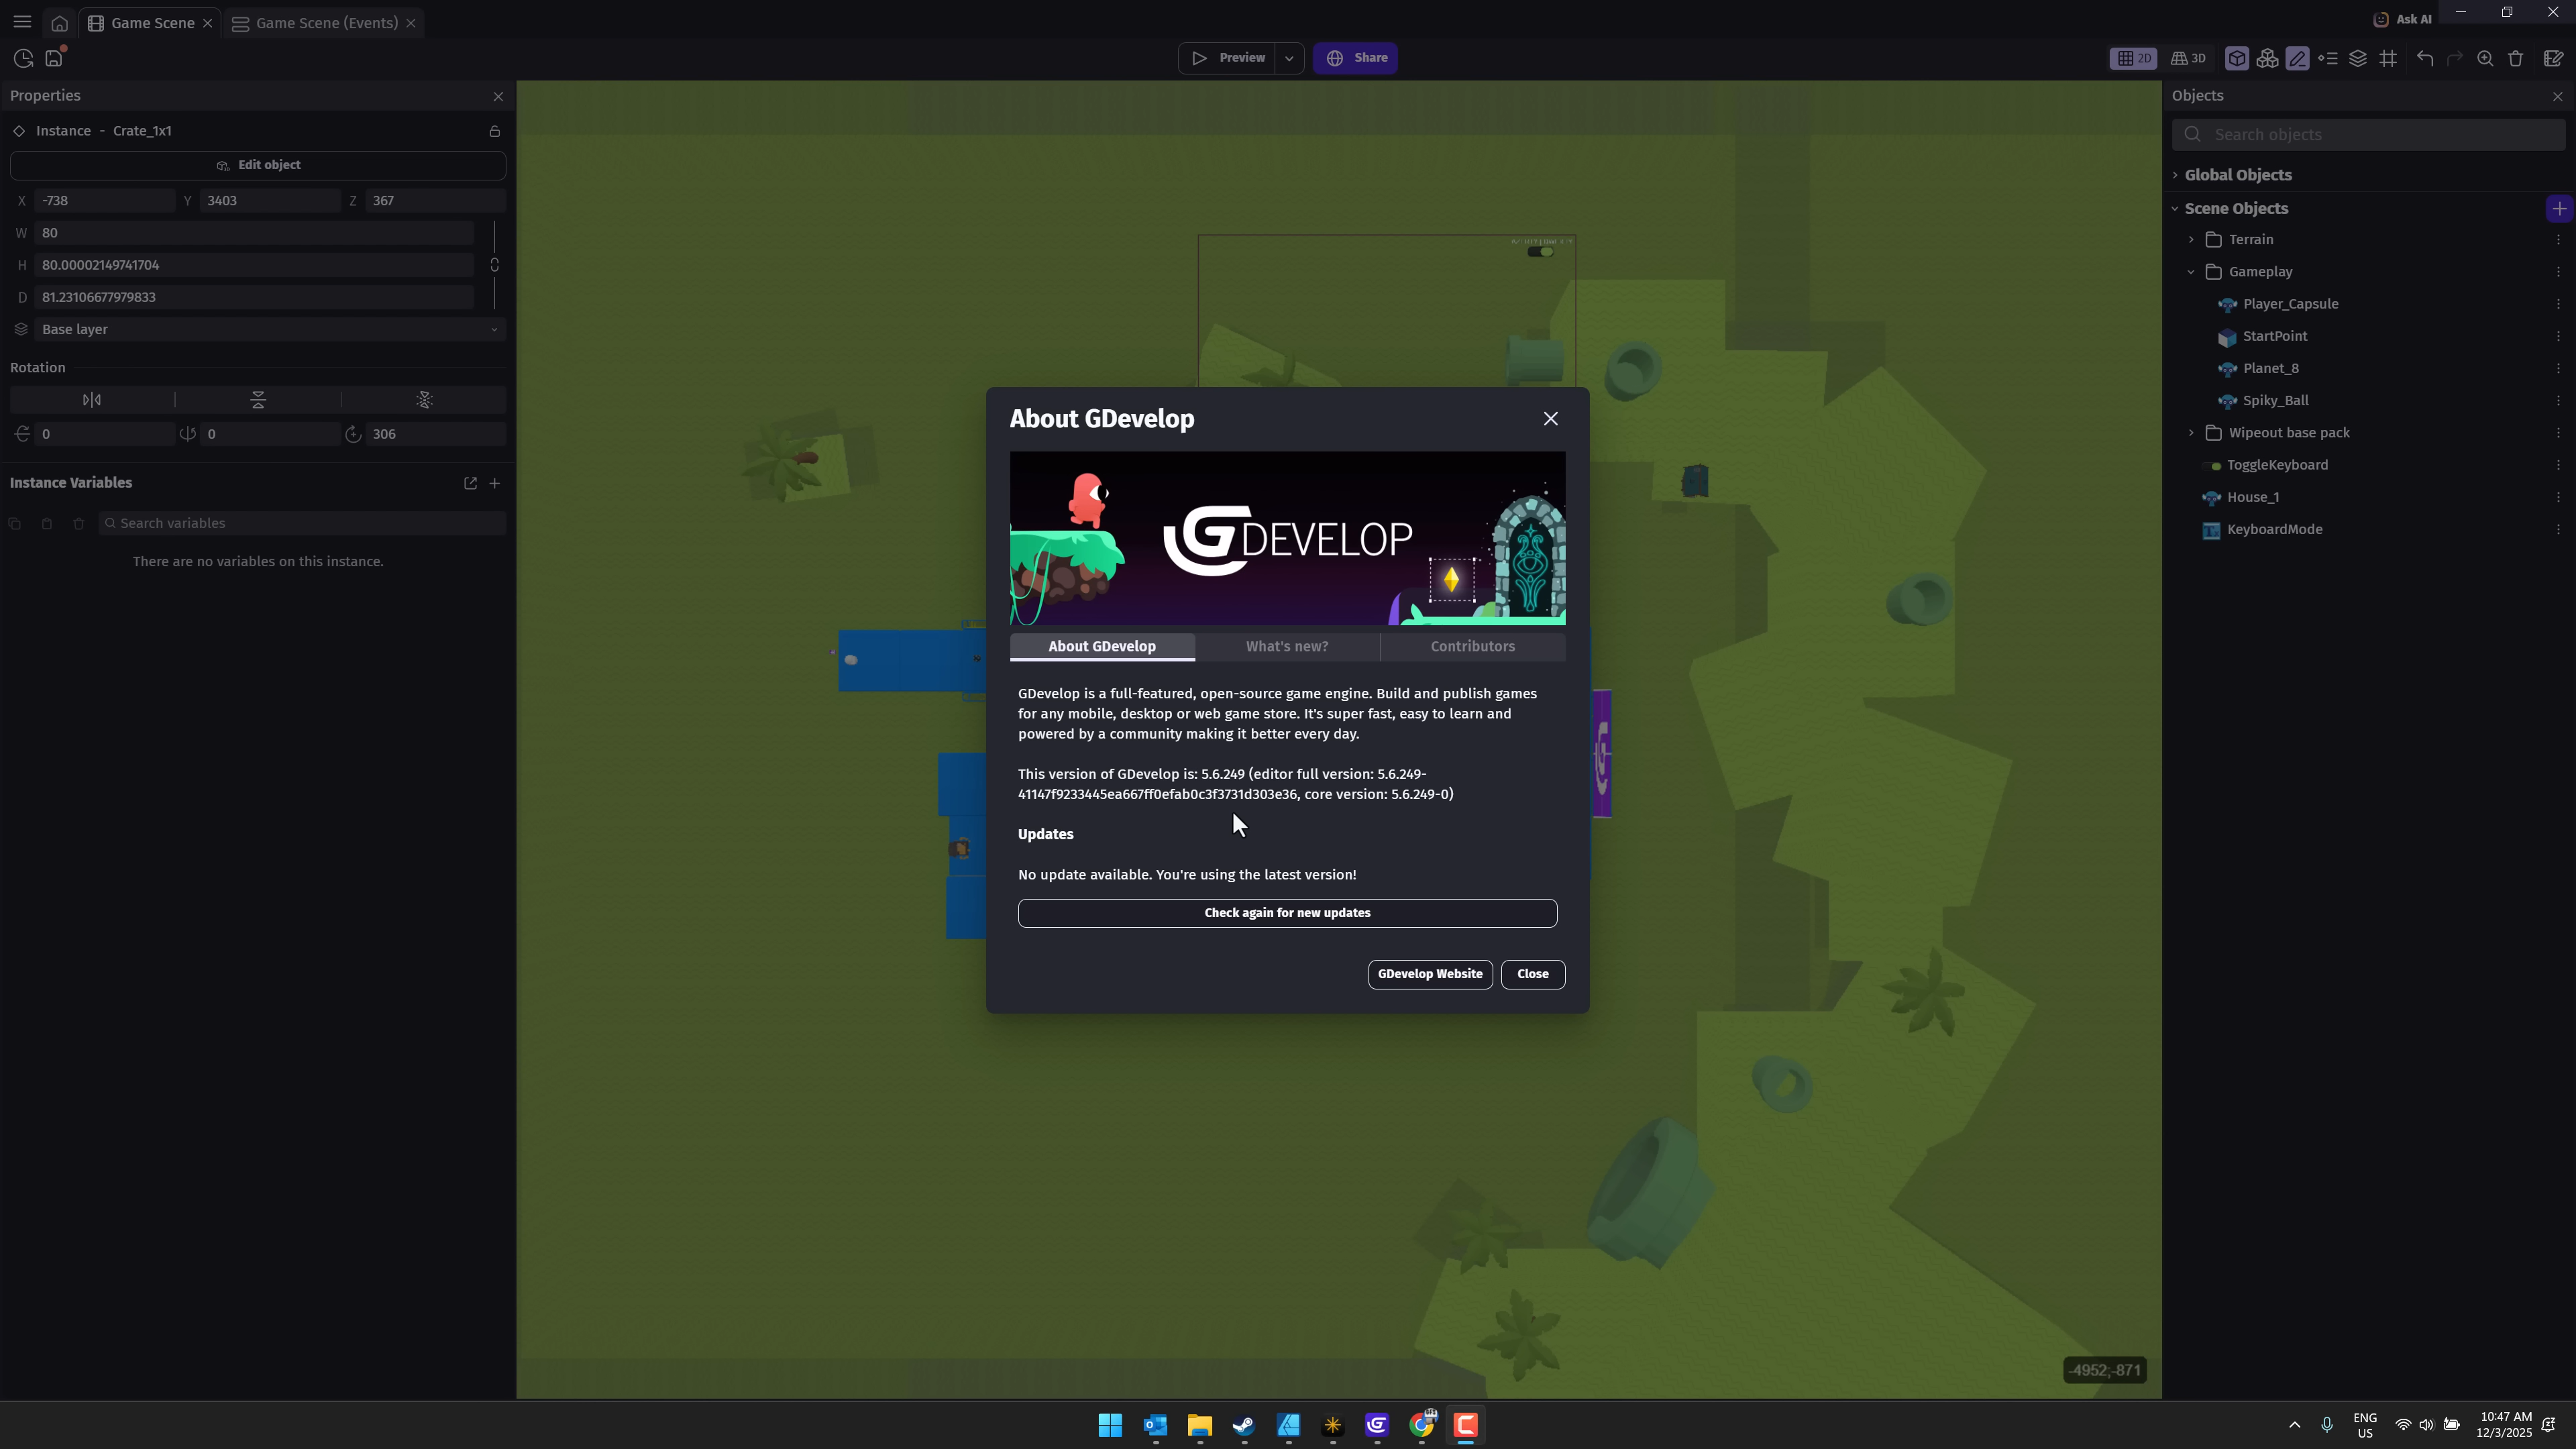 Game Scene
Game Scene (Events)
Ask AI
Preview
Share
2D
3D
Properties
Instance - Crate_1x1
Edit object
X -738 Y 3403 Z 367
W 80
H 80.00002149741704
D 81.23106677979833
Base layer
Rotation
0 0 306
Instance Variables
Search variables
There are no variables on this instance.
About GDevelop
GDEVELOP
About GDevelop
What's new?
Contributors
GDevelop is a full-featured, open-source game engine. Build and publish games
for any mobile, desktop or web game store. It's super fast, easy to learn and
powered by a community making it better every day.
This version of GDevelop is: 5.6.249 (editor full version: 5.6.249-
41147f9233445ea667ff0efab0c3f3731d303e36, core version: 5.6.249-0)
Updates
No update available. You're using the latest version!
Check again for new updates
GDevelop Website
Close
Objects
Search objects
Global Objects
Scene Objects
Terrain
Gameplay
Player_Capsule
StartPoint
Planet_8
Spiky_Ball
Wipeout base pack
ToggleKeyboard
House_1
KeyboardMode
-4952;-871
ENG
US
10:47 AM
12/3/2025